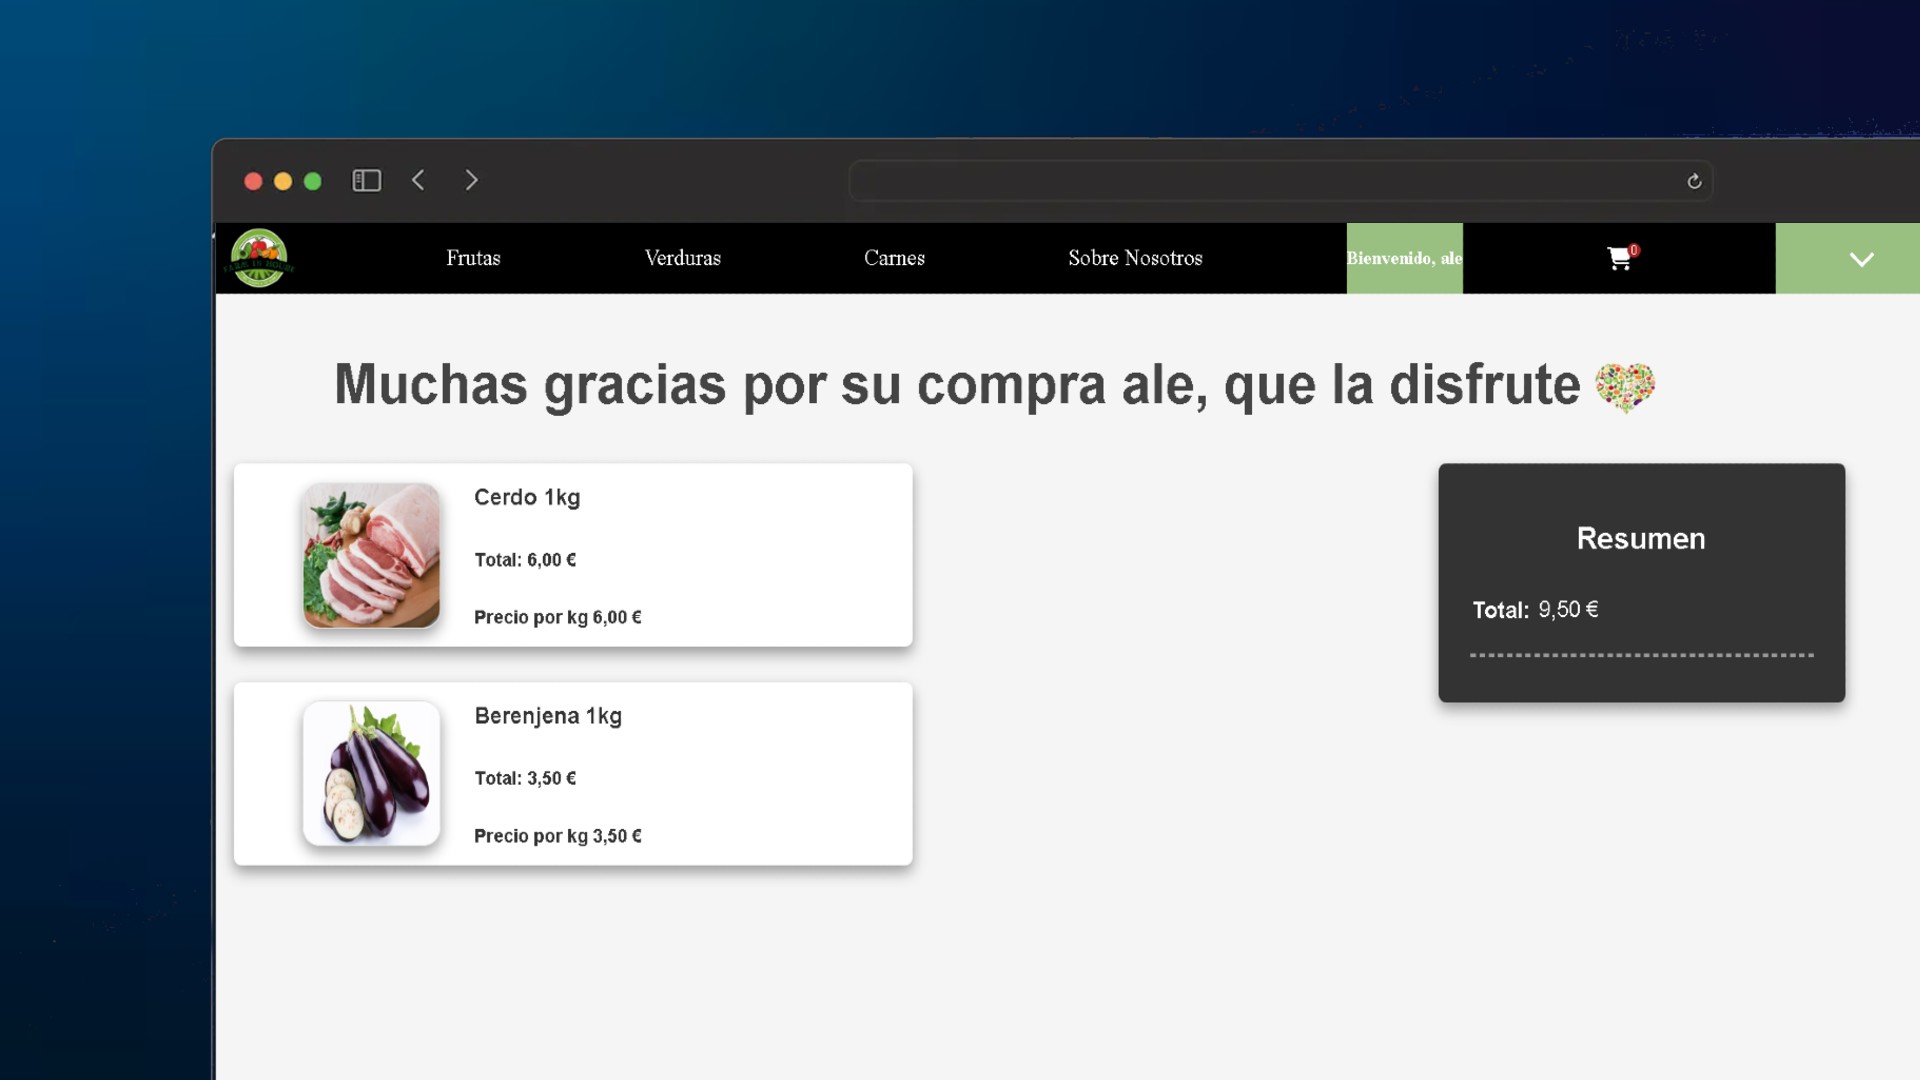 Frutas
Verduras
Carnes
Sobre Nosotros
Bienvenido, ale
0
Muchas gracias por su compra ale, que la disfrute
Cerdo 1kg
Total: 6,00 €
Precio por kg 6,00 €
Berenjena 1kg
Total: 3,50 €
Precio por kg 3,50 €
Resumen
Total: 9,50 €